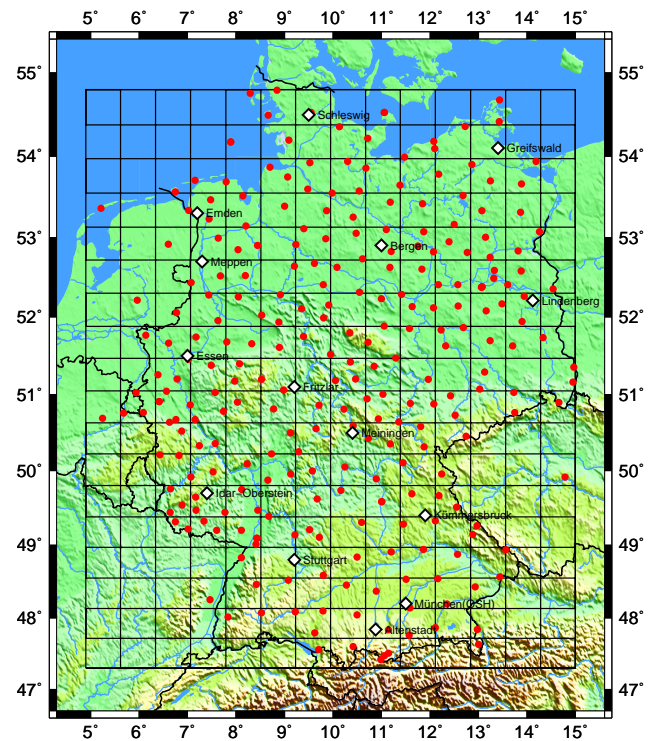 5° 6° 7° 8° 9° 10° 11° 12° 13° 14° 15°
55° 55°
Schleswig
54° Greifswald 54°
Emden
53° Bergen 53°
Meppen
Lindenberg
52° 52°
Essen
51° Fritzlar 51°
Meiningen
50° 50°
Idar-Oberstein
Kümmersbruck
49° 49°
Stuttgart
München(OSH)
48° 48°
Altenstadt
47° 47°
5° 6° 7° 8° 9° 10° 11° 12° 13° 14° 15°